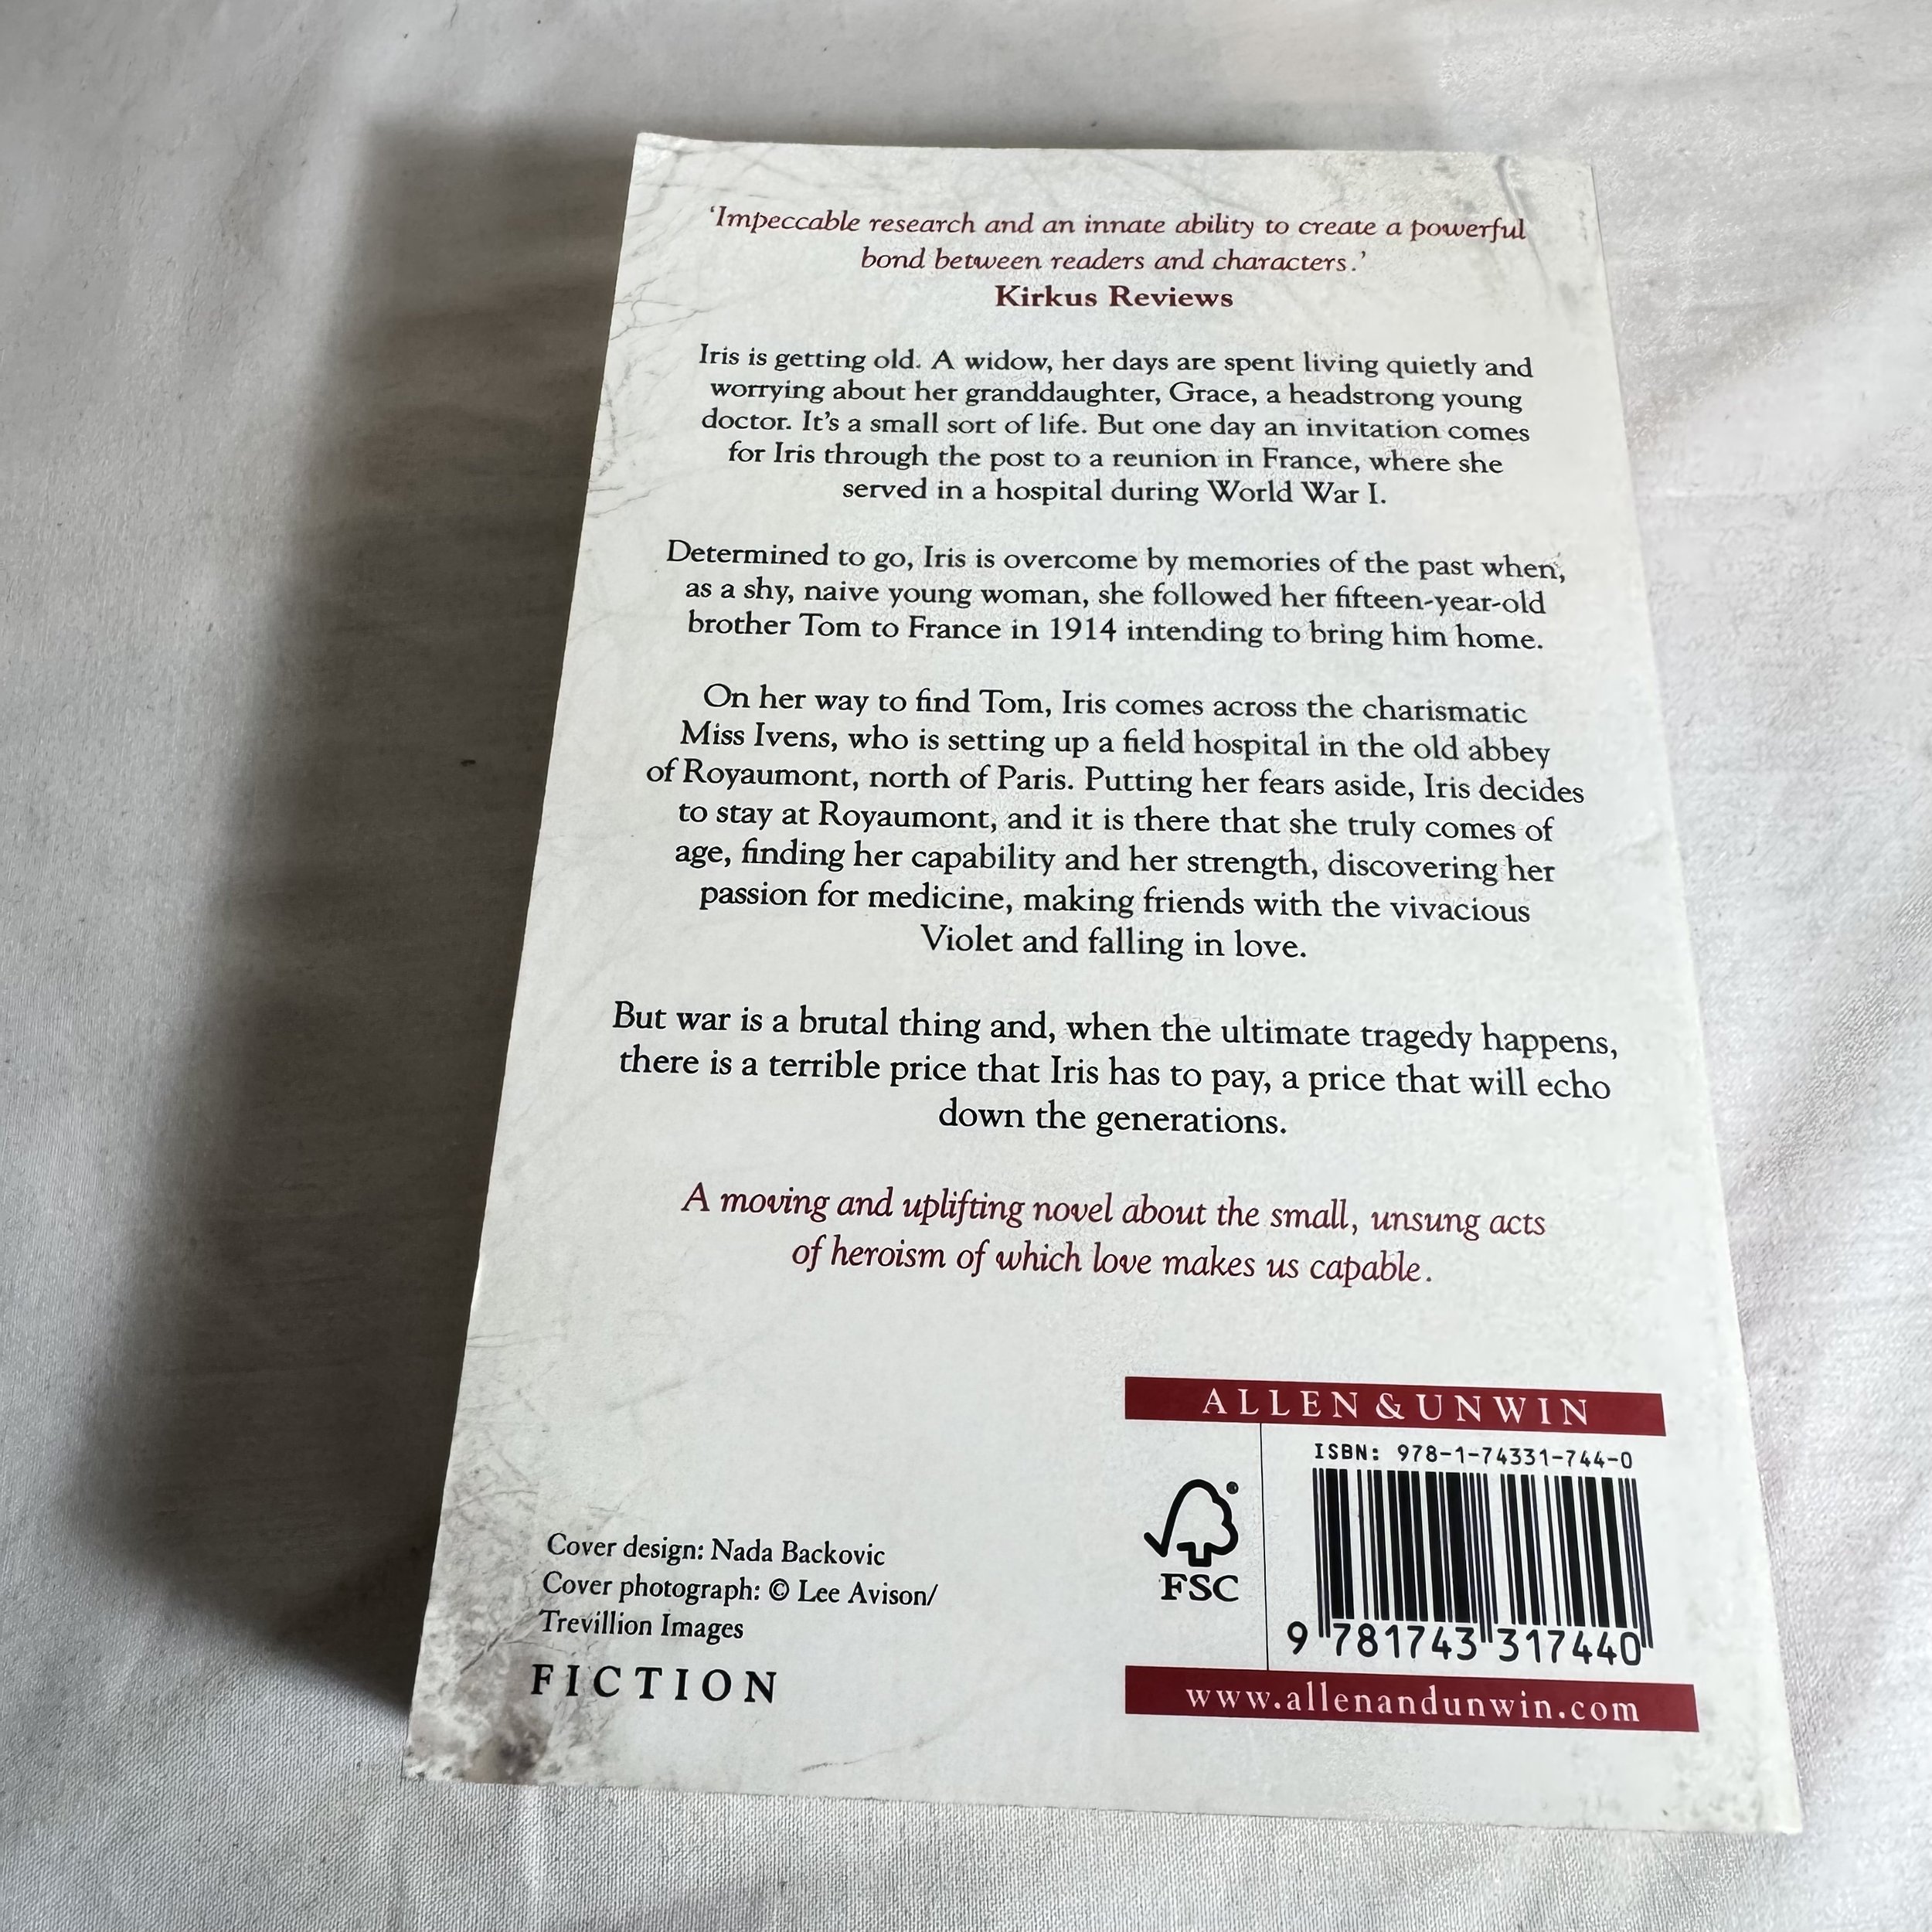 ‘Impeccable research and an innate ability to create a powerful
bond between readers and characters.’
Kirkus Reviews
Iris is getting old. A widow, her days are spent living quietly and
worrying about her granddaughter, Grace, a headstrong young
doctor. It’s a small sort of life. But one day an invitation comes
for Iris through the post to a reunion in France, where she
served in a hospital during World War I.
Determined to go, Iris is overcome by memories of the past when,
as a shy, naive young woman, she followed her fifteen-year-old
brother Tom to France in 1914 intending to bring him home.
On her way to find Tom, Iris comes across the charismatic
Miss Ivens, who is setting up a field hospital in the old abbey
of Royaumont, north of Paris. Putting her fears aside, Iris decides
to stay at Royaumont, and it is there that she truly comes of
age, finding her capability and her strength, discovering her
passion for medicine, making friends with the vivacious
Violet and falling in love.
But war is a brutal thing and, when the ultimate tragedy happens,
there is a terrible price that Iris has to pay, a price that will echo
down the generations.
A moving and uplifting novel about the small, unsung acts
of heroism of which love makes us capable.
Cover design: Nada Backovic
Cover photograph: © Lee Avison/
Trevillion Images
FICTION
ALLEN & UNWIN
ISBN: 978-1-74331-744-0
®
FSC
9 781743 317440
www.allenandunwin.com